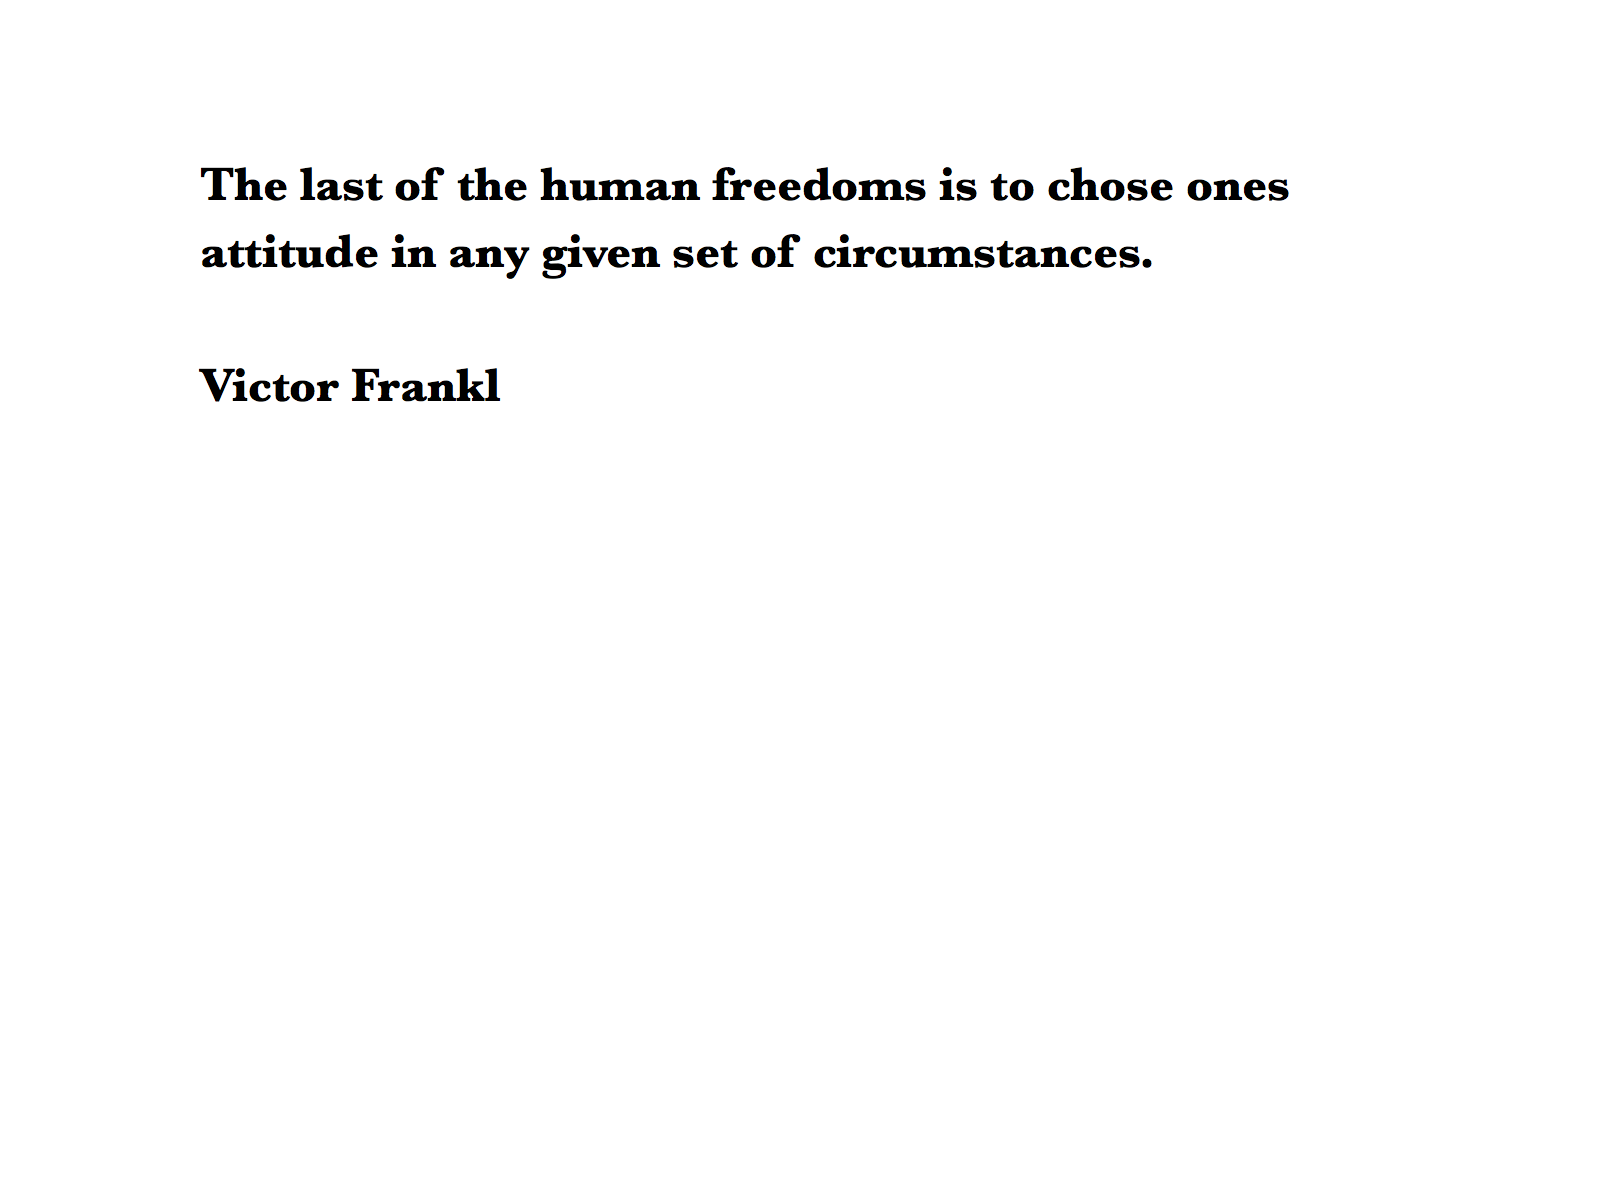 The last of the human freedoms is to chose ones
attitude in any given set of circumstances.
Victor Frankl